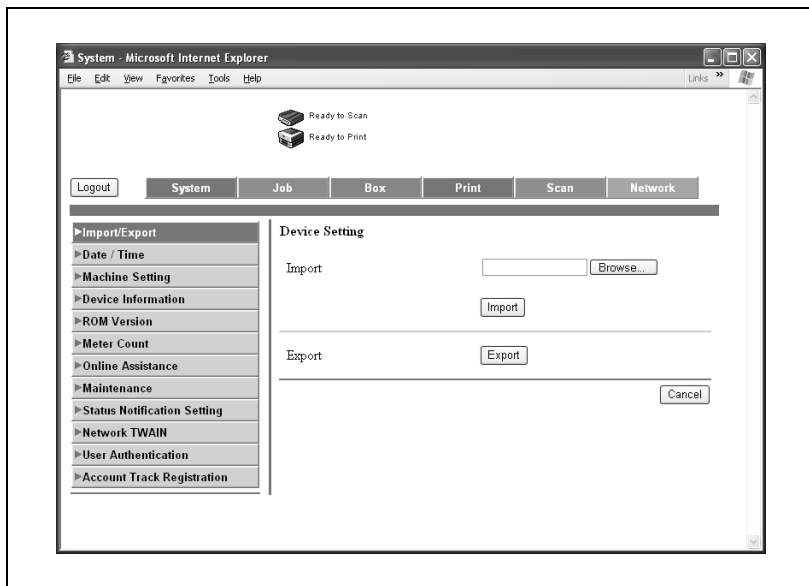 System - Microsoft Internet Explorer
File Edit View Favorites Tools Help
Links »
Ready to Scan
Ready to Print
Logout System Job Box Print Scan Network
Import/Export
Date / Time
Machine Setting
Device Information
ROM Version
Meter Count
Online Assistance
Maintenance
Status Notification Setting
Network TWAIN
User Authentication
Account Track Registration
Device Setting
Import Browse...
Import
Export Export
Cancel